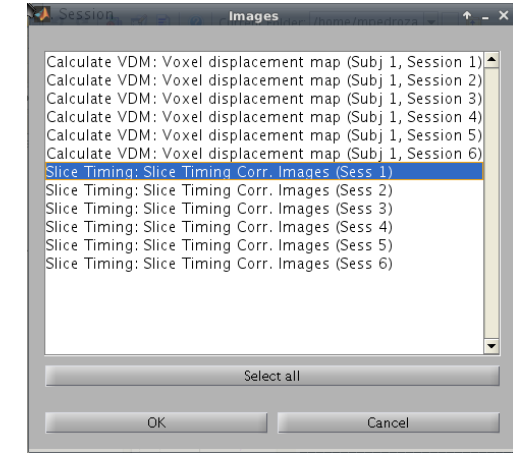 Session
Images
/home/mpedroza
Calculate VDM: Voxel displacement map (Subj 1, Session 1)
Calculate VDM: Voxel displacement map (Subj 1, Session 2)
Calculate VDM: Voxel displacement map (Subj 1, Session 3)
Calculate VDM: Voxel displacement map (Subj 1, Session 4)
Calculate VDM: Voxel displacement map (Subj 1, Session 5)
Calculate VDM: Voxel displacement map (Subj 1, Session 6)
Slice Timing: Slice Timing Corr. Images (Sess 1)
Slice Timing: Slice Timing Corr. Images (Sess 2)
Slice Timing: Slice Timing Corr. Images (Sess 3)
Slice Timing: Slice Timing Corr. Images (Sess 4)
Slice Timing: Slice Timing Corr. Images (Sess 5)
Slice Timing: Slice Timing Corr. Images (Sess 6)
Select all
OK
Cancel